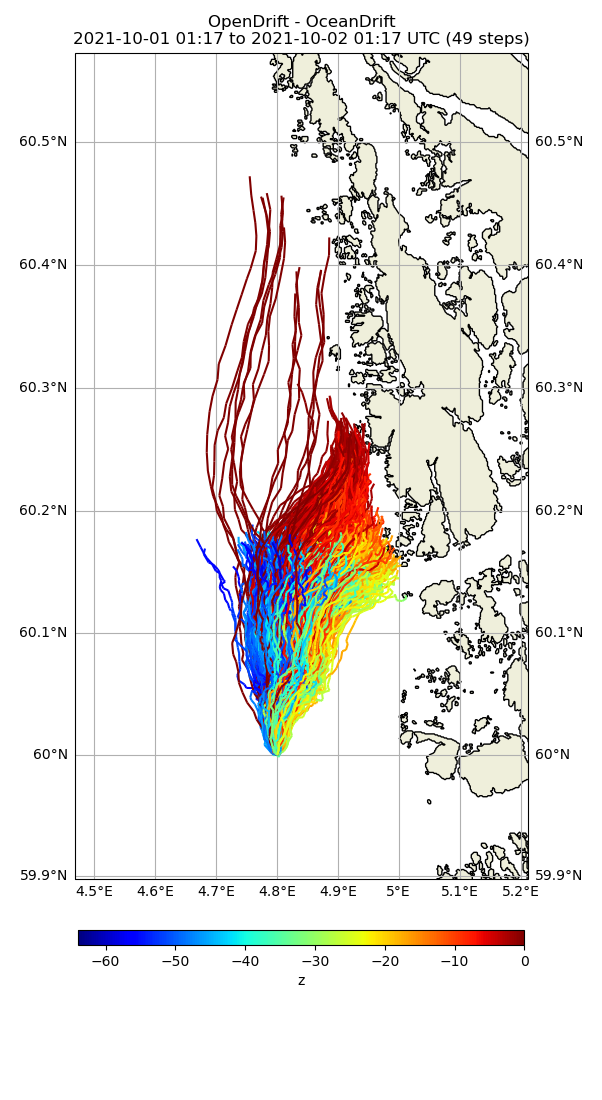 OpenDrift - OceanDrift
2021-10-01 01:17 to 2021-10-02 01:17 UTC (49 steps)
60.5°N 60.5°N
60.4°N 60.4°N
60.3°N 60.3°N
60.2°N 60.2°N
60.1°N 60.1°N
60°N 60°N
59.9°N 59.9°N
4.5°E 4.6°E 4.7°E 4.8°E 4.9°E 5°E 5.1°E 5.2°E
−60 −50 −40 −30 −20 −10 0
z